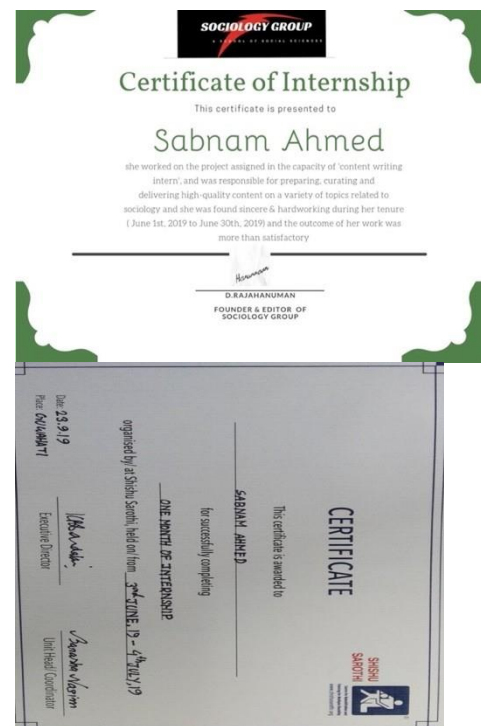 SOCIOLOGY GROUP
A SCHOOL OF SOCIAL SCIENCES
Certificate of Internship
This certificate is presented to
Sabnam Ahmed
she worked on the project assigned in the capacity of 'content writing
intern', and was responsible for preparing, curating and
delivering high-quality content on a variety of topics related to
sociology and she was found sincere & hardworking during her tenure
( June 1st, 2019 to June 30th, 2019) and the outcome of her work was
more than satisfactory
Hanuman
D.RAJAHANUMAN
FOUNDER & EDITOR OF
SOCIOLOGY GROUP
SHISHU
SAROTHI
CERTIFICATE
This certificate is awarded to
SABNAM AHMED
for successfully completing
ONE MONTH OF INTERNSHIP
organised by/ at Shishu Sarothi, held on/ from 3rd JUNE, 19 - 4th JULY, 19
Date: 23.9.19
Place: GUWAHATI
Executive Director
Unit Head/ Coordinator